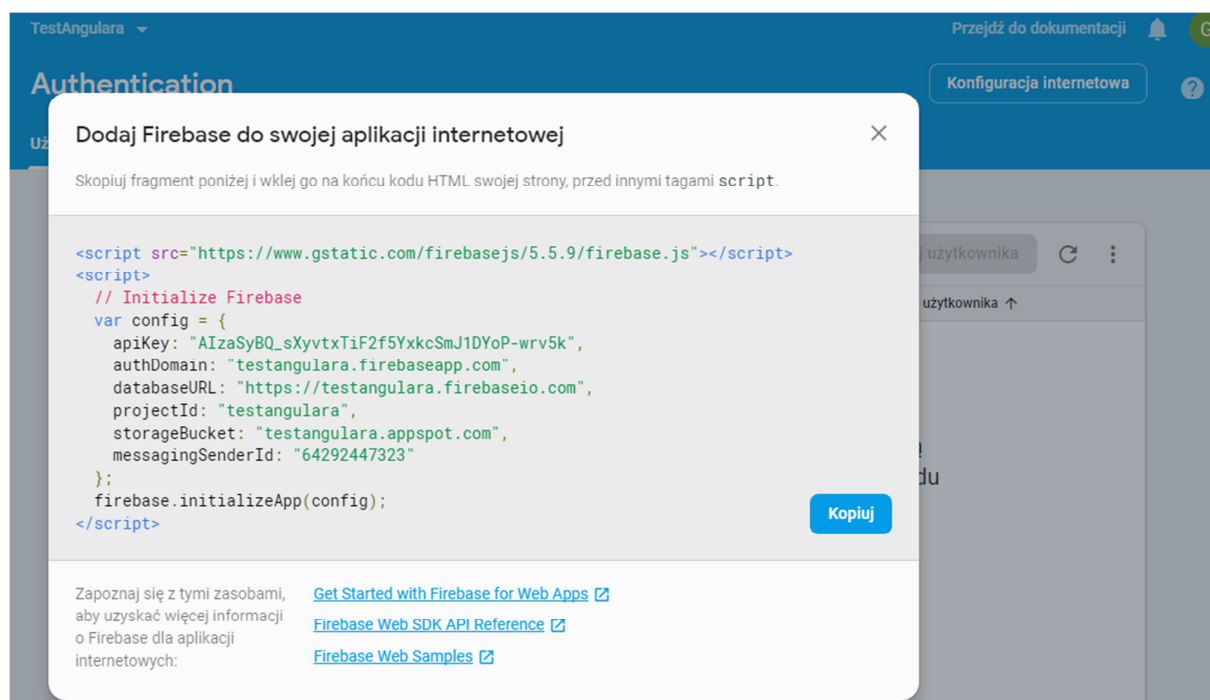 TestAngulara
Przejdź do dokumentacji
G
Authentication
Konfiguracja internetowa
?
Uż
Dodaj Firebase do swojej aplikacji internetowej
Skopiuj fragment poniżej i wklej go na końcu kodu HTML swojej strony, przed innymi tagami script.
<script src="https://www.gstatic.com/firebasejs/5.5.9/firebase.js"></script>
<script>
// Initialize Firebase
var config = {
apiKey: "AIzaSyBQ_sXyvtxTiF2f5YxkcSmJ1DYoP-wrv5k",
authDomain: "testangulara.firebaseapp.com",
databaseURL: "https://testangulara.firebaseio.com",
projectId: "testangulara",
storageBucket: "testangulara.appspot.com",
messagingSenderId: "64292447323"
};
firebase.initializeApp(config);
</script>
Kopiuj
użytkownika
użytkownika ↑
du
Zapoznaj się z tymi zasobami,
aby uzyskać więcej informacji
o Firebase dla aplikacji
internetowych:
Get Started with Firebase for Web Apps
Firebase Web SDK API Reference
Firebase Web Samples